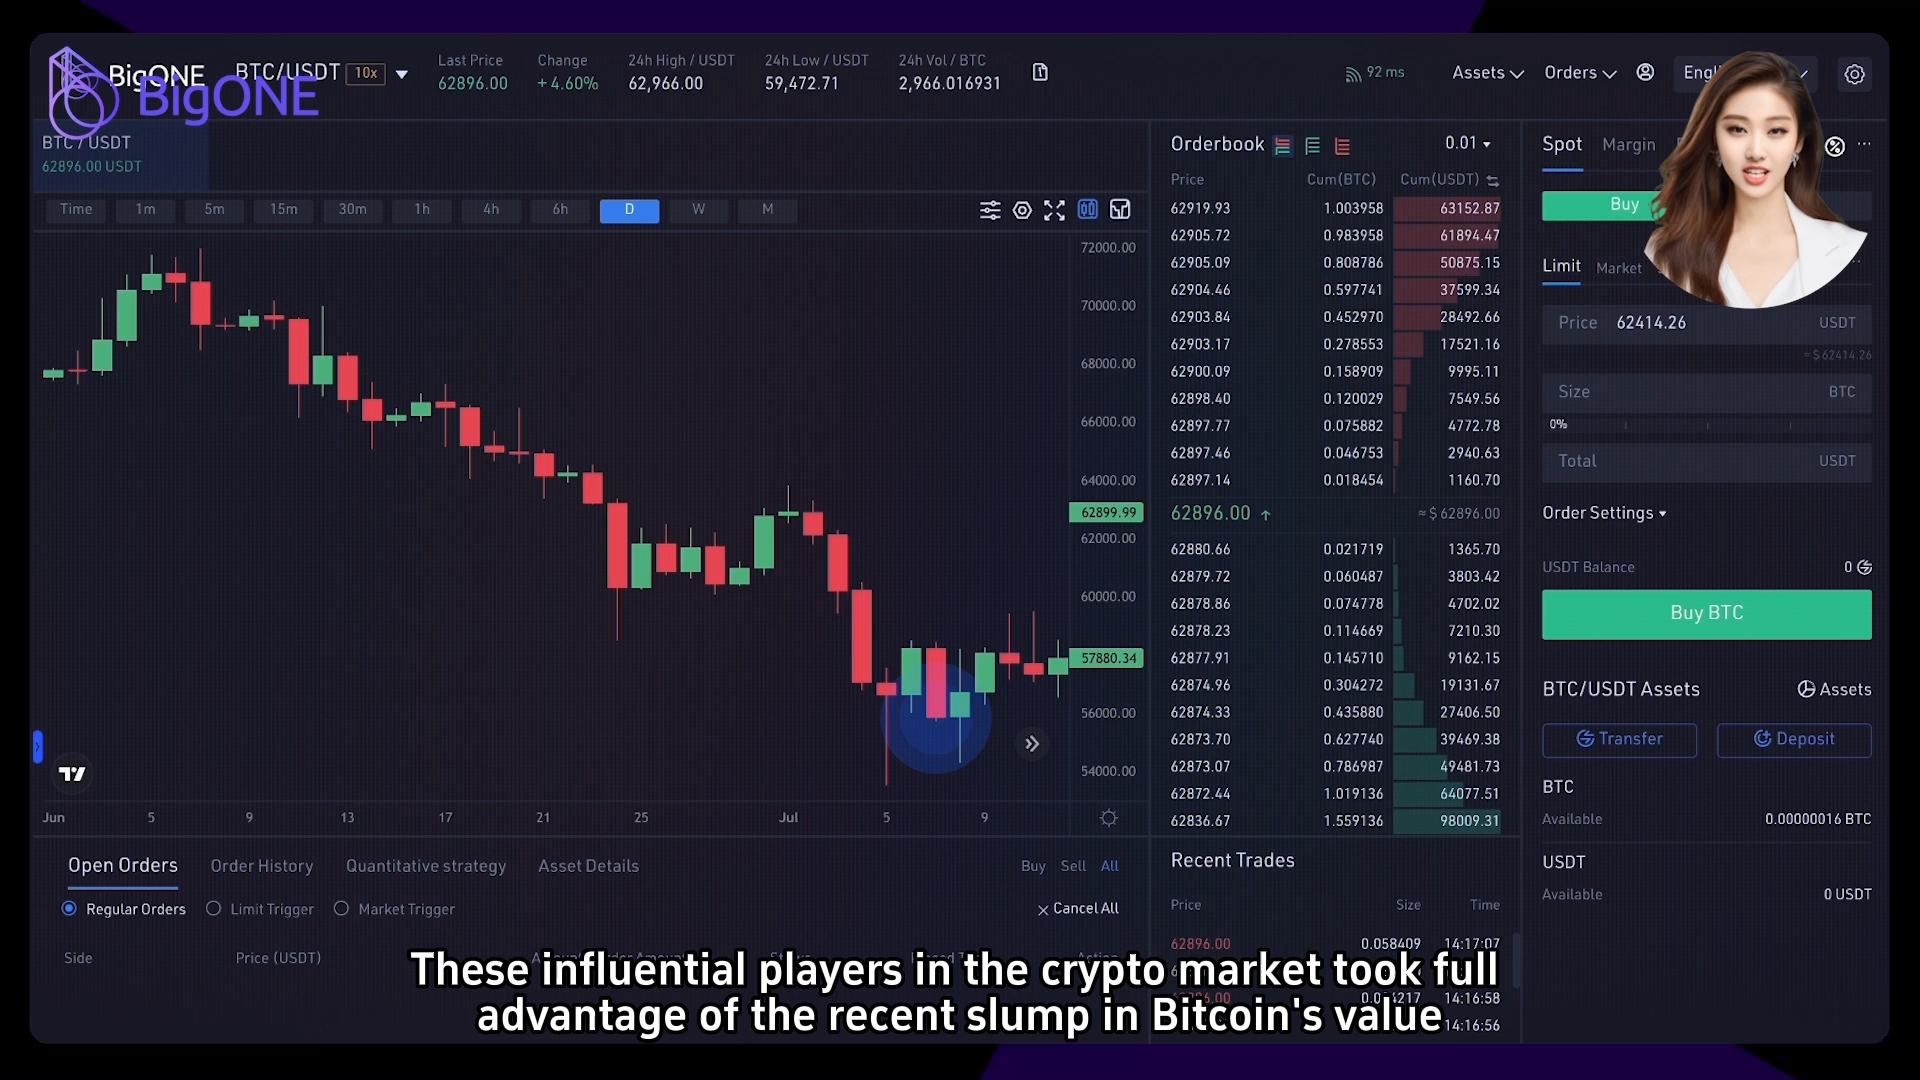 BigONE
BigONE
BTC/USDT 10x
Last Price
62896.00
Change
+4.60%
24h High / USDT
62,966.00
24h Low / USDT
59,472.71
24h Vol / BTC
2,966.016931
92 ms
Assets
Orders
BTC / USDT
62896.00 USDT
Time 1m 5m 15m 30m 1h 4h 6h D W M
72000.00
70000.00
68000.00
66000.00
64000.00
62899.99
62000.00
60000.00
57880.34
56000.00
54000.00
Jun 5 9 13 17 21 25 Jul 5 9
Orderbook 0.01
Price Cum(BTC) Cum(USDT)
62919.93 1.003958 63152.87
62905.72 0.983958 61894.47
62905.09 0.808786 50875.15
62904.46 0.597741 37599.34
62903.84 0.452970 28492.66
62903.17 0.278553 17521.16
62900.09 0.158909 9995.11
62898.40 0.120029 7549.56
62897.77 0.075882 4772.78
62897.46 0.046753 2940.63
62897.14 0.018454 1160.70
62896.00 ↑ ≈ $ 62896.00
62880.66 0.021719 1365.70
62879.72 0.060487 3803.42
62878.86 0.074778 4702.02
62878.23 0.114669 7210.30
62877.91 0.145710 9162.15
62874.96 0.304272 19131.67
62874.33 0.435880 27406.50
62873.70 0.627740 39469.38
62873.07 0.786987 49481.73
62872.44 1.019136 64077.51
62836.67 1.559136 98009.31
Recent Trades
Price Size Time
62896.00 0.058409 14:17:07
14:16:58
14:16:56
Spot Margin
Buy
Limit Market
Price 62414.26 USDT
≈ $ 62414.26
Size BTC
0%
Total USDT
Order Settings
USDT Balance 0
Buy BTC
BTC/USDT Assets Assets
Transfer Deposit
BTC
Available 0.00000016 BTC
USDT
Available 0 USDT
Open Orders Order History Quantitative strategy Asset Details Buy Sell All
Regular Orders Limit Trigger Market Trigger Cancel All
Side Price (USDT)
These influential players in the crypto market took full
advantage of the recent slump in Bitcoin's value